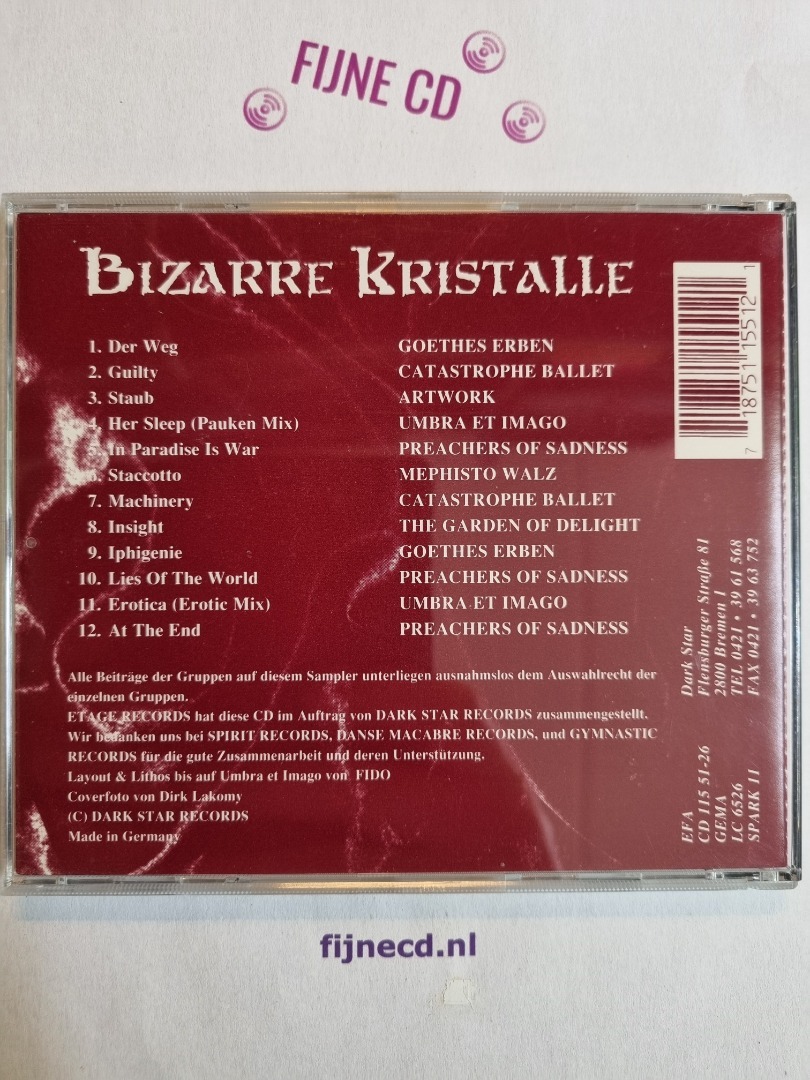 FIJNE CD
BIZARRE KRISTALLE
1. Der Weg GOETHES ERBEN
2. Guilty CATASTROPHE BALLET
3. Staub ARTWORK
4. Her Sleep (Pauken Mix) UMBRA ET IMAGO
5. In Paradise Is War PREACHERS OF SADNESS
6. Staccotto MEPHISTO WALZ
7. Machinery CATASTROPHE BALLET
8. Insight THE GARDEN OF DELIGHT
9. Iphigenie GOETHES ERBEN
10. Lies Of The World PREACHERS OF SADNESS
11. Erotica (Erotic Mix) UMBRA ET IMAGO
12. At The End PREACHERS OF SADNESS
Alle Beiträge der Gruppen auf diesem Sampler unterliegen ausnahmslos dem Auswahlrecht der
einzelnen Gruppen.
ETAGE RECORDS hat diese CD im Auftrag von DARK STAR RECORDS zusammengestellt.
Wir bedanken uns bei SPIRIT RECORDS, DANSE MACABRE RECORDS, und GYMNASTIC
RECORDS für die gute Zusammenarbeit und deren Unterstützung.
Layout & Lithos bis auf Umbra et Imago von FIDO
Coverfoto von Dirk Lakomy
(C) DARK STAR RECORDS
Made in Germany
7 18751 15512 1
Dark Star
Flensburger Straße 81
2800 Bremen 1
TEL 0421 • 39 61 568
FAX 0421 • 39 63 752
EFA
CD 115 51-26
GEMA
LC 6526
SPARK 11
fijnecd.nl